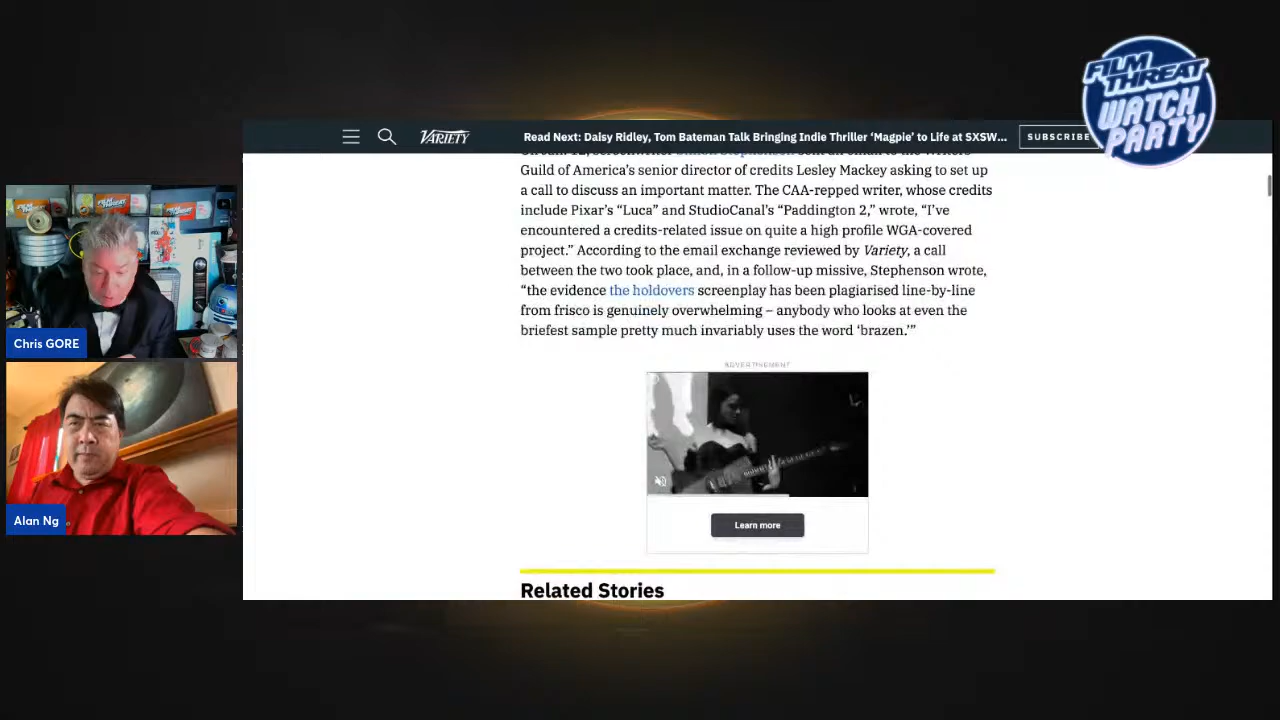 FILM THREAT
WATCH PARTY
VARIETY
Read Next: Daisy Ridley, Tom Bateman Talk Bringing Indie Thriller ‘Magpie’ to Life at SXSW...
SUBSCRIBE
Guild of America’s senior director of credits Lesley Mackey asking to set up
a call to discuss an important matter. The CAA-repped writer, whose credits
include Pixar’s “Luca” and StudioCanal’s “Paddington 2,” wrote, “I’ve
encountered a credits-related issue on quite a high profile WGA-covered
project.” According to the email exchange reviewed by Variety, a call
between the two took place, and, in a follow-up missive, Stephenson wrote,
“the evidence the holdovers screenplay has been plagiarised line-by-line
from frisco is genuinely overwhelming – anybody who looks at even the
briefest sample pretty much invariably uses the word ‘brazen.’”
ADVERTISEMENT
Learn more
Related Stories
Chris GORE
Alan Ng